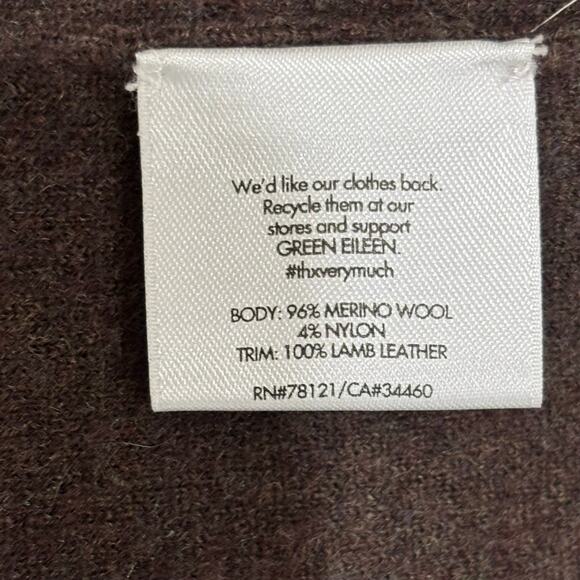 We'd like our clothes back.
Recycle them at our
stores and support
GREEN EILEEN.
#thxverymuch
BODY: 96% MERINO WOOL
4% NYLON
TRIM: 100% LAMB LEATHER
RN#78121/CA#34460